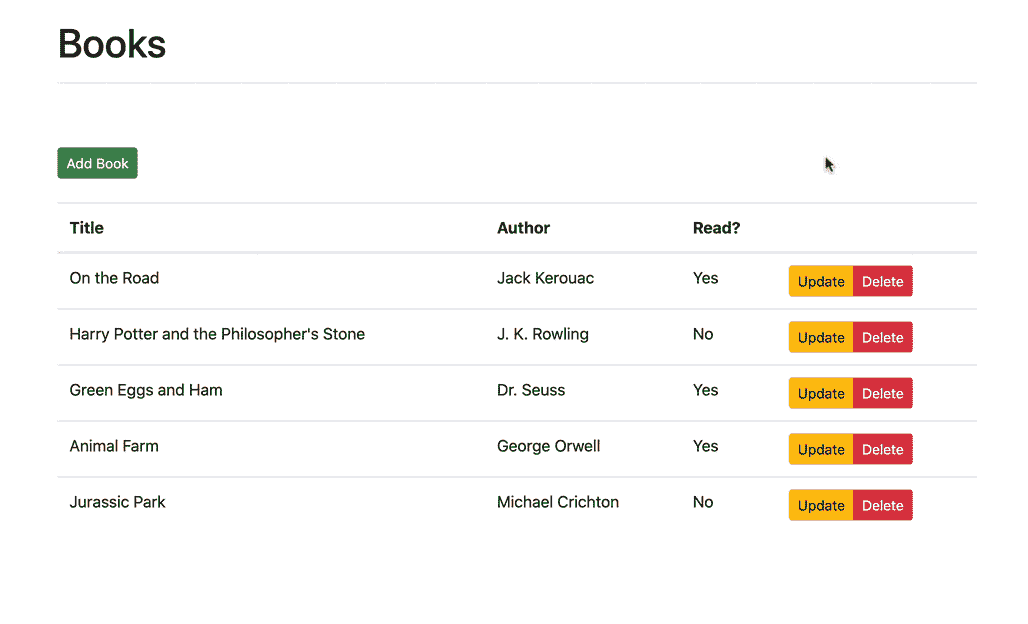 Books
Add Book
Title Author Read?
On the Road Jack Kerouac Yes Update Delete
Harry Potter and the Philosopher's Stone J. K. Rowling No Update Delete
Green Eggs and Ham Dr. Seuss Yes Update Delete
Animal Farm George Orwell Yes Update Delete
Jurassic Park Michael Crichton No Update Delete